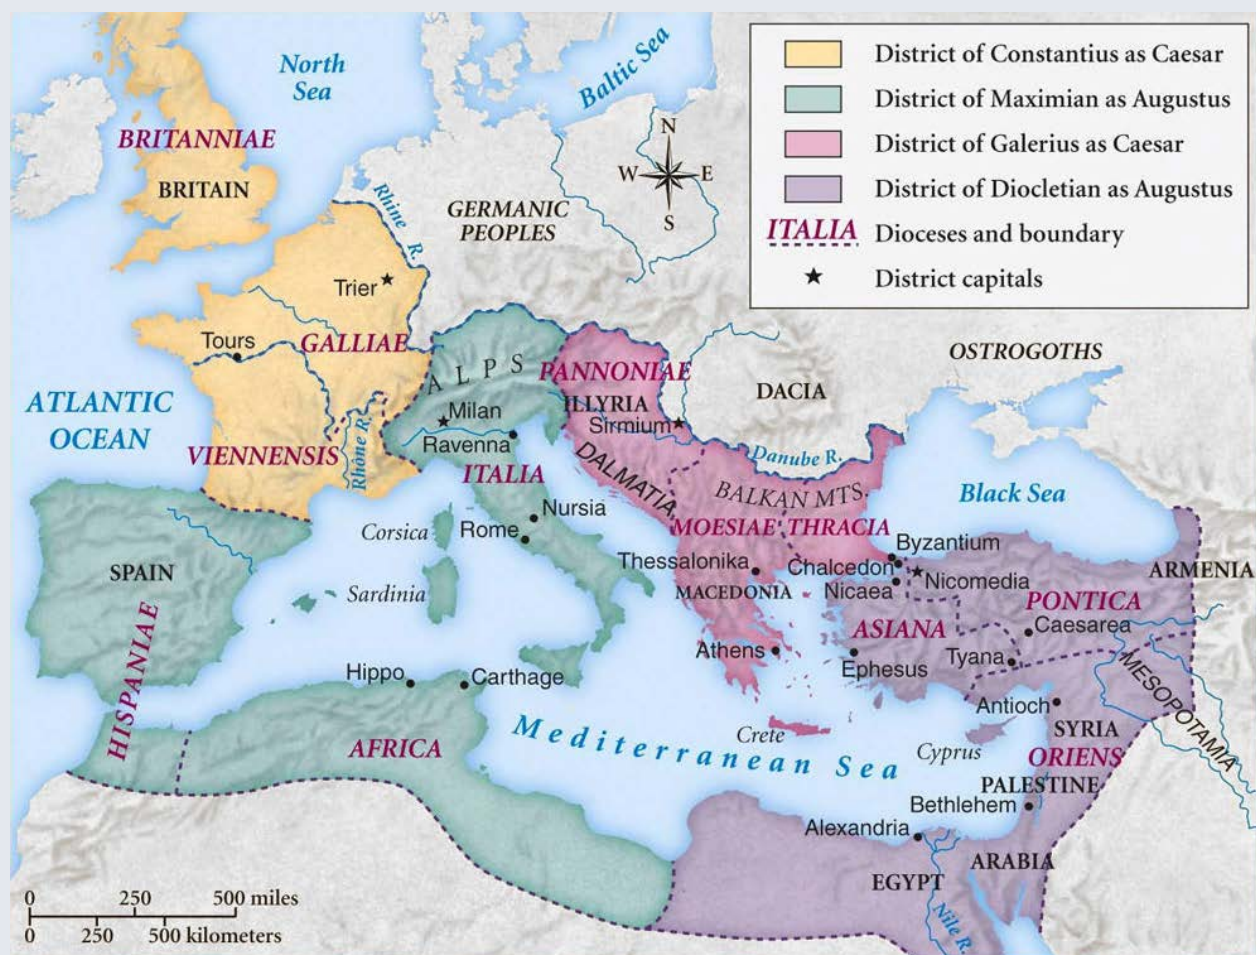 District of Constantius as Caesar
District of Maximian as Augustus
District of Galerius as Caesar
District of Diocletian as Augustus
ITALIA Dioceses and boundary
District capitals
North
Sea
Baltic Sea
N
W E
S
BRITANNIAE
BRITAIN
Rhine R.
GERMANIC
PEOPLES
Trier
Tours
GALLIAE
ALPS
PANNONIAE
OSTROGOTHS
DACIA
ATLANTIC
OCEAN
ILLYRIA
Milan
Sirmium
Ravenna
VIENNENSIS
Rhône R.
ITALIA
DALMATIA
Danube R.
BALKAN MTS.
Black Sea
Nursia
Corsica
Rome
MOESIAE THRACIA
Byzantium
Thessalonika
Chalcedon
SPAIN
Nicaea
Nicomedia
ARMENIA
Sardinia
MACEDONIA
PONTICA
HISPANIAE
ASIANA
Caesarea
Athens
Ephesus
Tyana
MESOPOTAMIA
Hippo
Carthage
Antioch
Crete
Cyprus
SYRIA
AFRICA
Mediterranean Sea
ORIENS
PALESTINE
Bethlehem
Alexandria
ARABIA
EGYPT
Nile R.
0 250 500 miles
0 250 500 kilometers